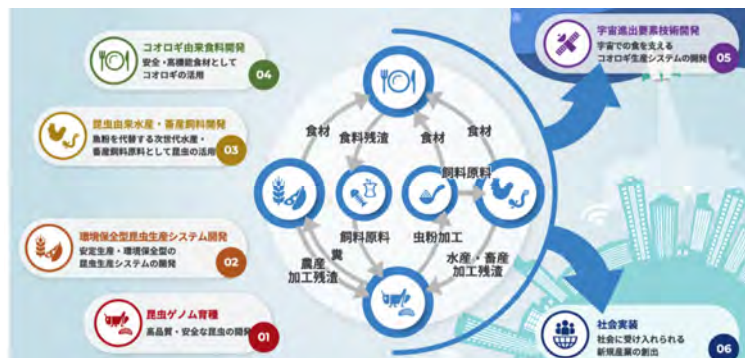 コオロギ由来食料開発
安全・高機能食材として
コオロギの活用
04
昆虫由来水産・畜産飼料開発
魚粉を代替する次世代水産・
畜産飼料原料として昆虫の活用
03
環境保全型昆虫生産システム開発
安定生産・環境保全型の
昆虫生産システムの開発
02
昆虫ゲノム育種
高品質・安全な昆虫の開発
01
食材
食料残渣
食材
食材
飼料原料
飼料原料
虫粉加工
糞
農産
加工残渣
水産・畜産
加工残渣
宇宙進出要素技術開発
宇宙での食を支える
コオロギ生産システムの開発
05
社会実装
社会に受け入れられる
新規産業の創出
06